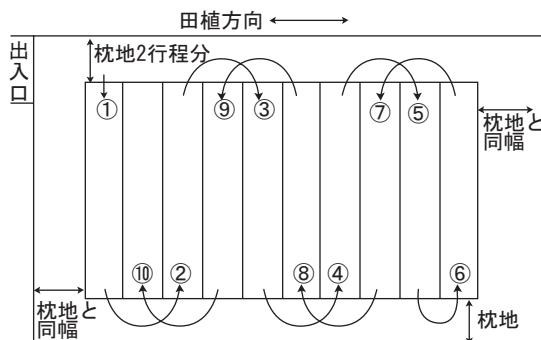 田植方向
出入口
枕地2行程分
①
⑨
③
⑦
⑤
枕地と
同幅
⑩
②
⑧
④
⑥
枕地と
同幅
枕地